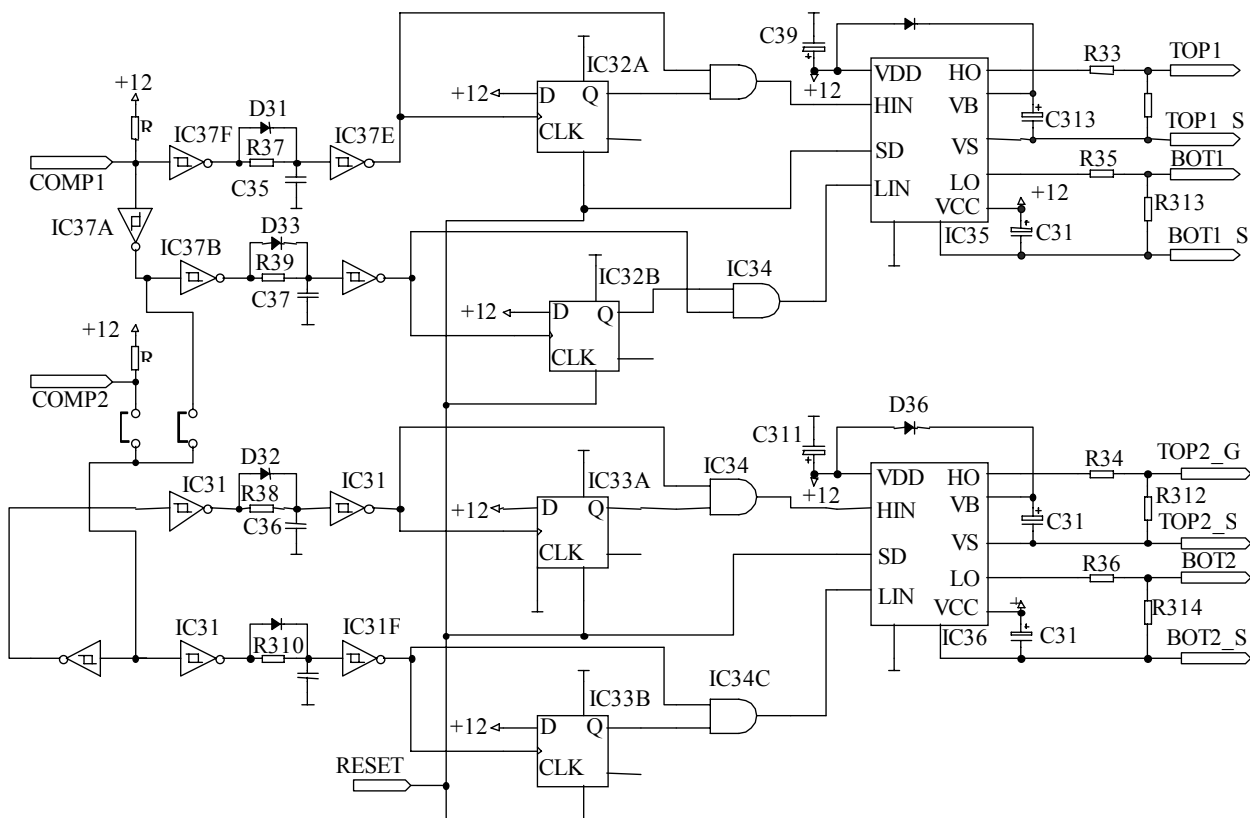 C39
+12
VDD
HO
R33
TOP1
IC32A
+12
D
Q
CLK
HIN
VB
C313
VS
TOP1_S
+12
R
IC37F
D31
R37
C35
IC37E
COMP1
SD
LIN
LO
R35
BOT1
VCC
+12
R313
IC35
C31
BOT1_S
IC37A
IC37B
D33
R39
C37
IC32B
IC34
+12
D
Q
CLK
+12
R
COMP2
D36
C311
+12
VDD
HO
R34
TOP2_G
IC31
D32
R38
C36
IC31
IC33A
IC34
+12
D
Q
CLK
HIN
VB
C31
R312
VS
TOP2_S
SD
LIN
LO
R36
BOT2
VCC
+
R314
IC36
C31
BOT2_S
IC31
R310
IC31F
IC33B
IC34C
+12
D
Q
CLK
RESET